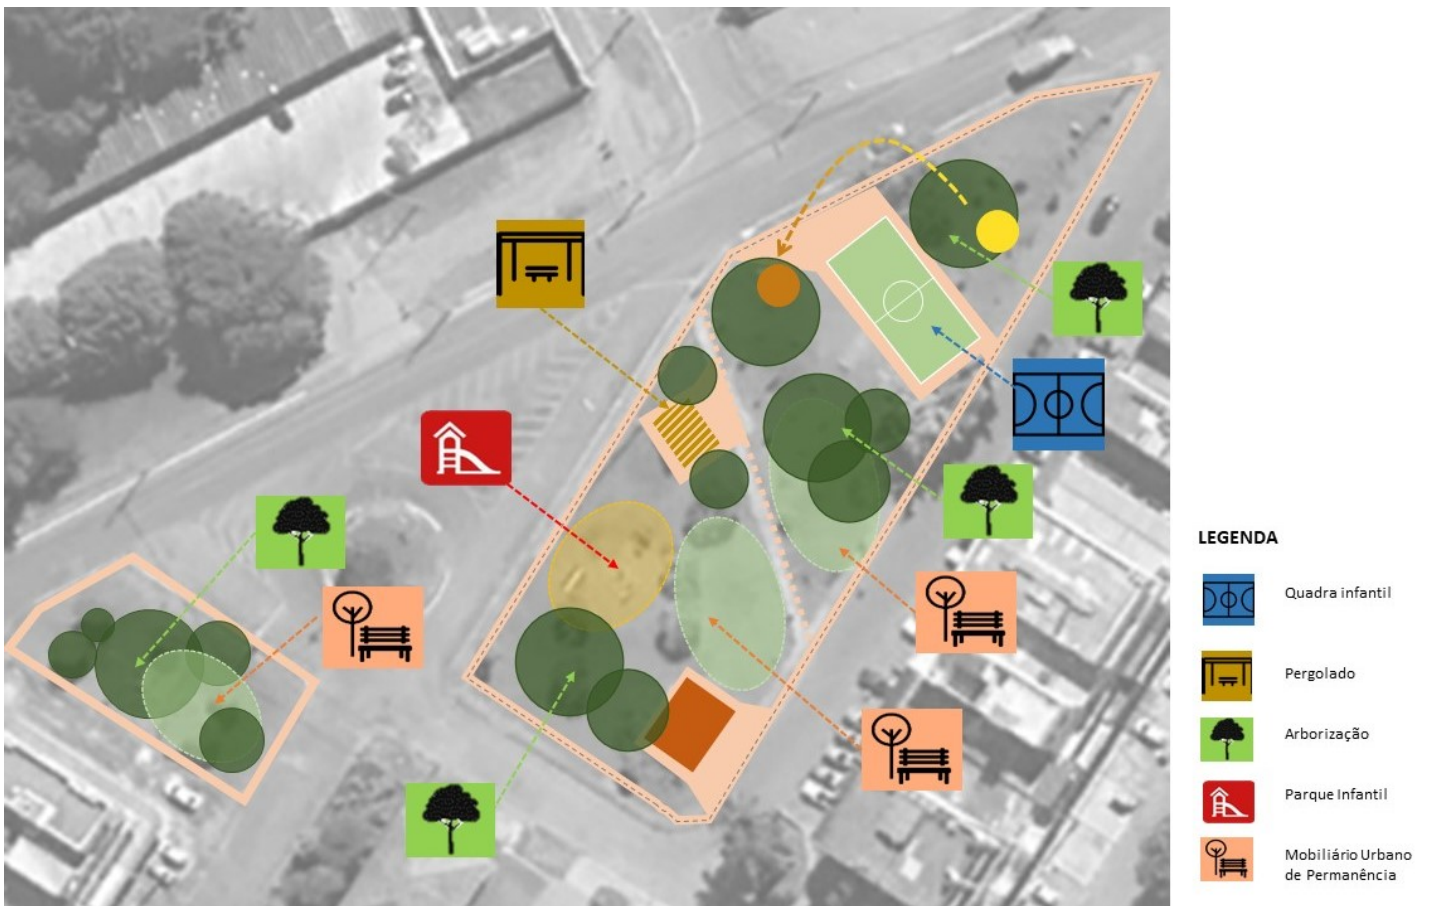 LEGENDA
Quadra infantil
Pergolado
Arborização
Parque Infantil
Mobiliário Urbano
de Permanência